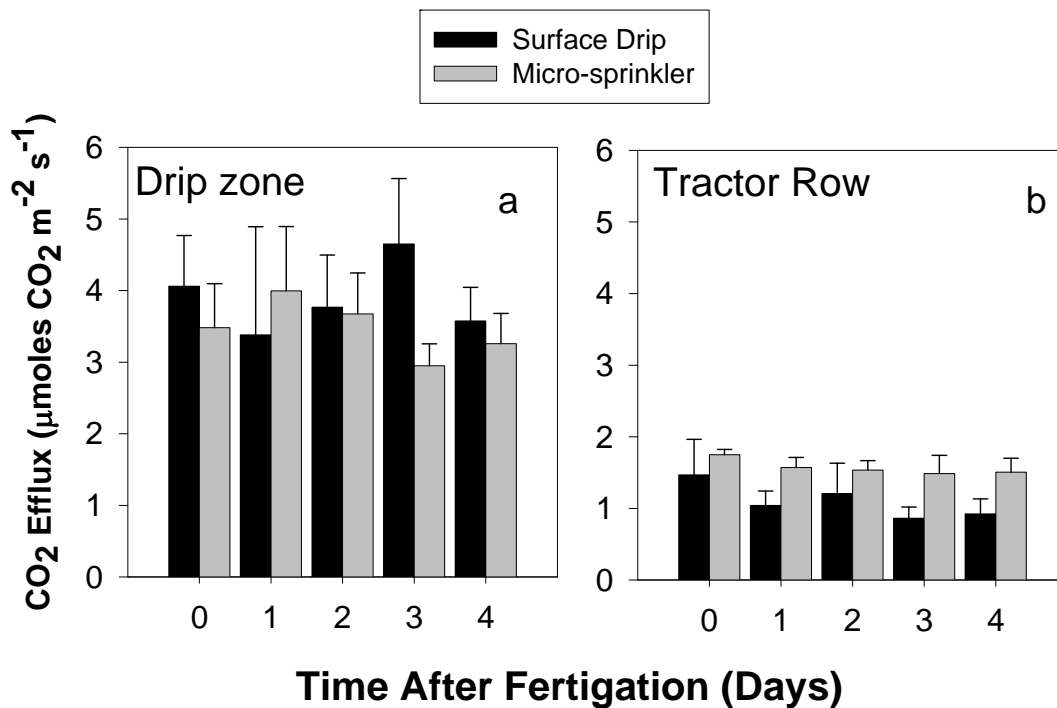 Surface Drip
Micro-sprinkler
CO2 Efflux (µmoles CO2 m-2 s-1)
Drip zone
a
6
5
4
3
2
1
0
0 1 2 3 4
Tractor Row
b
6
5
4
3
2
1
0
0 1 2 3 4
Time After Fertigation (Days)